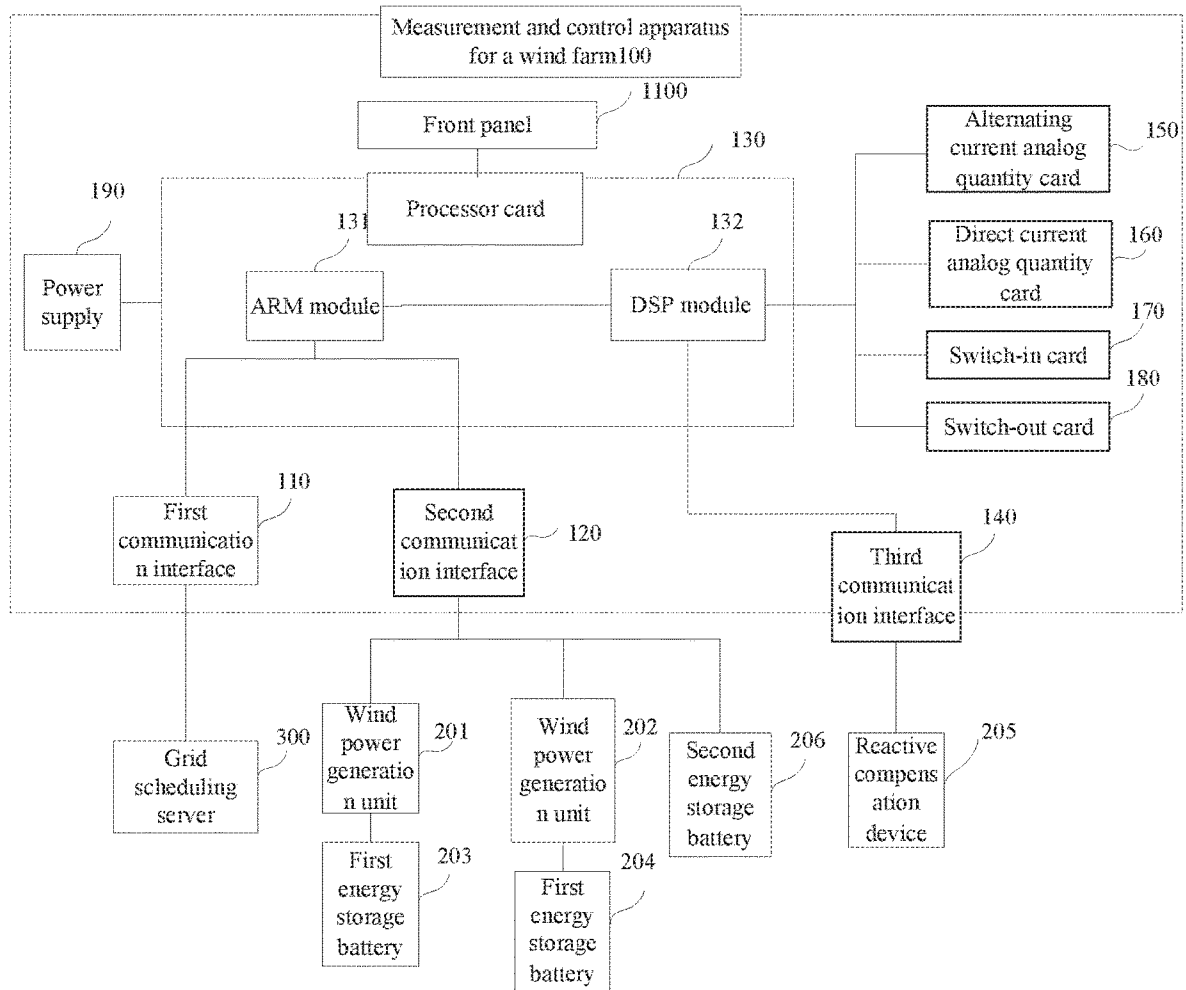 Measurement and control apparatus
for a wind farm100
1100
Front panel
130
Alternating
current analog
quantity card
150
190
Processor card
131
132
Direct current
analog quantity
card
160
Power
supply
ARM module
DSP module
170
Switch-in card
180
Switch-out card
110
First
communicatio
n interface
Second
communicat
ion interface
120
140
Third
communicat
ion interface
300
Grid
scheduling
server
Wind
power
generatio
n unit
201
Wind
power
generatio
n unit
202
206
Second
energy
storage
battery
205
Reactive
compens
ation
device
203
First
energy
storage
battery
204
First
energy
storage
battery